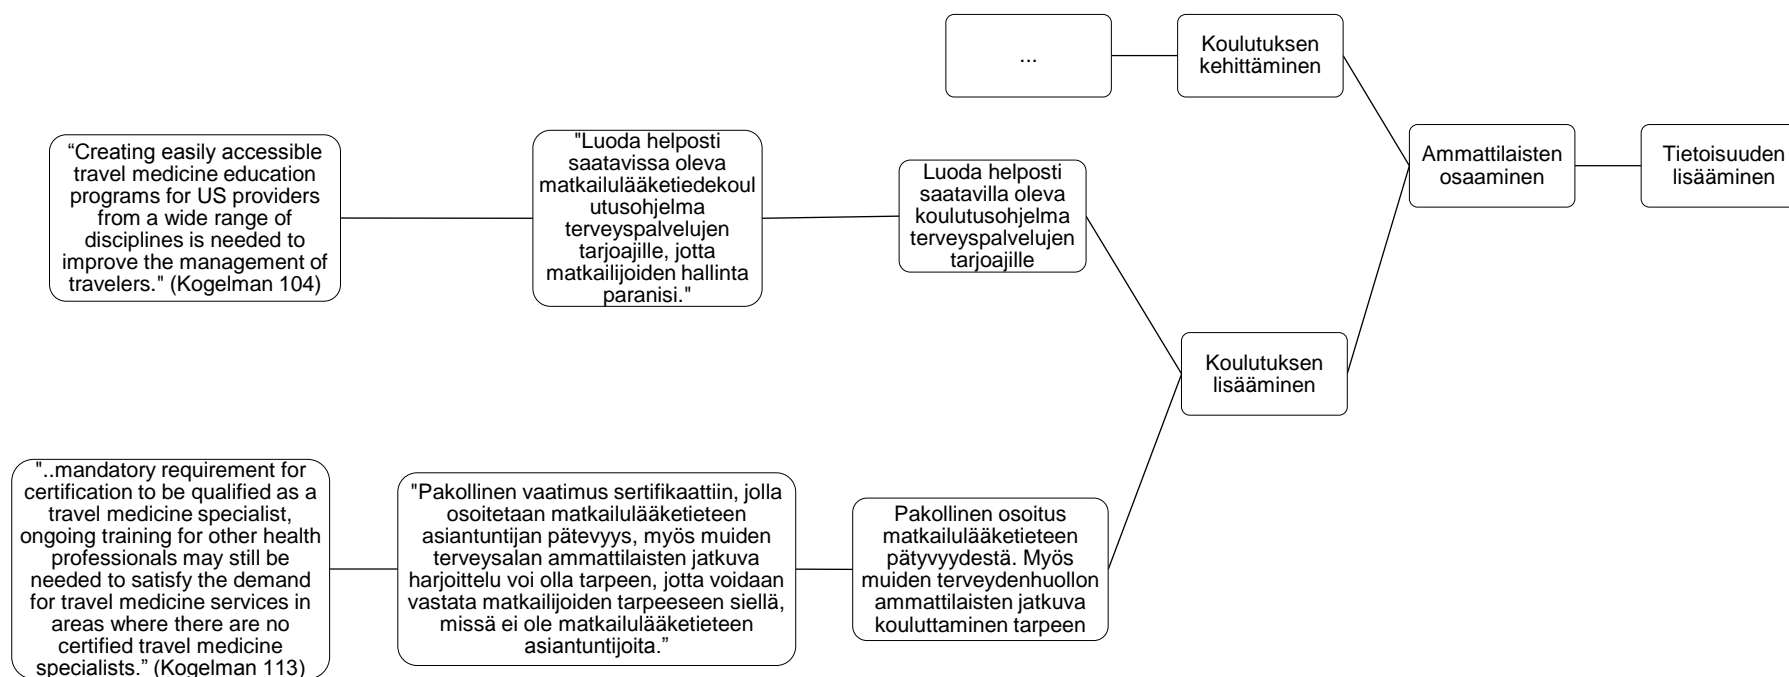 ...
Koulutuksen
kehittäminen
“Creating easily accessible
travel medicine education
programs for US providers
from a wide range of
disciplines is needed to
improve the management of
travelers." (Kogelman 104)
"Luoda helposti
saatavissa oleva
matkailulääketiedekoul
utusohjelma
terveyspalvelujen
tarjoajille, jotta
matkailijoiden hallinta
paranisi."
Luoda helposti
saatavilla oleva
koulutusohjelma
terveyspalvelujen
tarjoajille
Ammattilaisten
osaaminen
Tietoisuuden
lisääminen
Koulutuksen
lisääminen
"..mandatory requirement for
certification to be qualified as a
travel medicine specialist,
ongoing training for other health
professionals may still be
needed to satisfy the demand
for travel medicine services in
areas where there are no
certified travel medicine
specialists.” (Kogelman 113)
"Pakollinen vaatimus sertifikaattiin, jolla
osoitetaan matkailulääketieteen
asiantuntijan pätevyys, myös muiden
terveysalan ammattilaisten jatkuva
harjoittelu voi olla tarpeen, jotta voidaan
vastata matkailijoiden tarpeeseen siellä,
missä ei ole matkailulääketieteen
asiantuntijoita.”
Pakollinen osoitus
matkailulääketieteen
pätyvyydestä. Myös
muiden terveydenhuollon
ammattilaisten jatkuva
kouluttaminen tarpeen